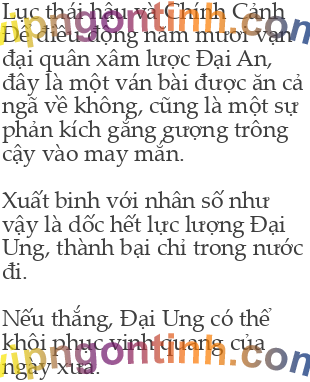 Lục thái hậu và Chính Cảnh
Đế điều động năm mươi vạn
đại quân xâm lược Đại An,
đây là một ván bài được ăn cả
ngã về không, cũng là một sự
phản kích gắng gượng trông
cậy vào may mắn.

Xuất binh với nhân số như
vậy là dốc hết lực lượng Đại
Ung, thành bại chỉ trong nước
đi.

Nếu thắng, Đại Ung có thể
khôi phục vinh quang của
ngày xưa.
vipngontinh.com
vipngontinh.com